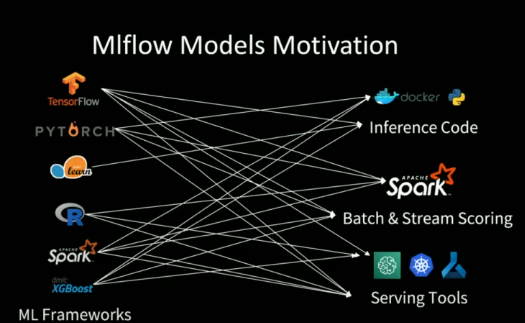 Mlflow Models Motivation
TensorFlow
PYTORCH
learn
R
APACHE
Spark
dmlc
XGBoost
ML Frameworks
docker
Inference Code
APACHE
Spark
Batch & Stream Scoring
Serving Tools